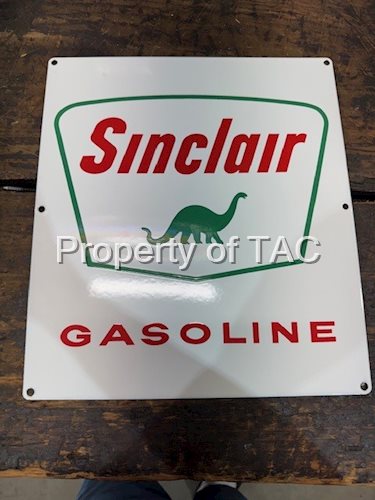 Sinclair
Property of TAC
GASOLINE